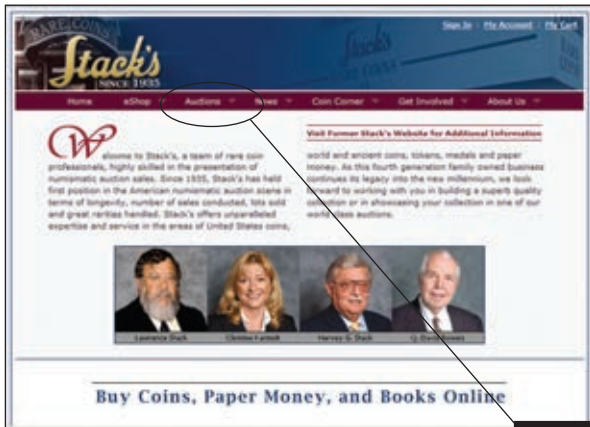 RARE COINS
Stack's
SINCE 1935
Stack's
RARE COINS
Sign In | My Account | My Cart
Home eShop Auctions News Coin Corner Get Involved About Us
Welcome to Stack's, a team of rare coin
professionals, highly skilled in the presentation of
numismatic auction sales. Since 1935, Stack's has held
first position in the American numismatic auction scene in
terms of longevity, number of sales conducted, lots sold
and great rarities handled. Stack's offers unparalleled
expertise and service in the areas of United States coins,
Visit Former Stack's Website for Additional Information
world and ancient coins, tokens, medals and paper
money. As this fourth generation family owned business
continues its legacy into the new millennium, we look
forward to working with you in building a superb quality
collection or in showcasing your collection in one of our
world class auctions.
Lawrence Stack Christine Karstedt Harvey G. Stack Q. David Bowers
Buy Coins, Paper Money, and Books Online